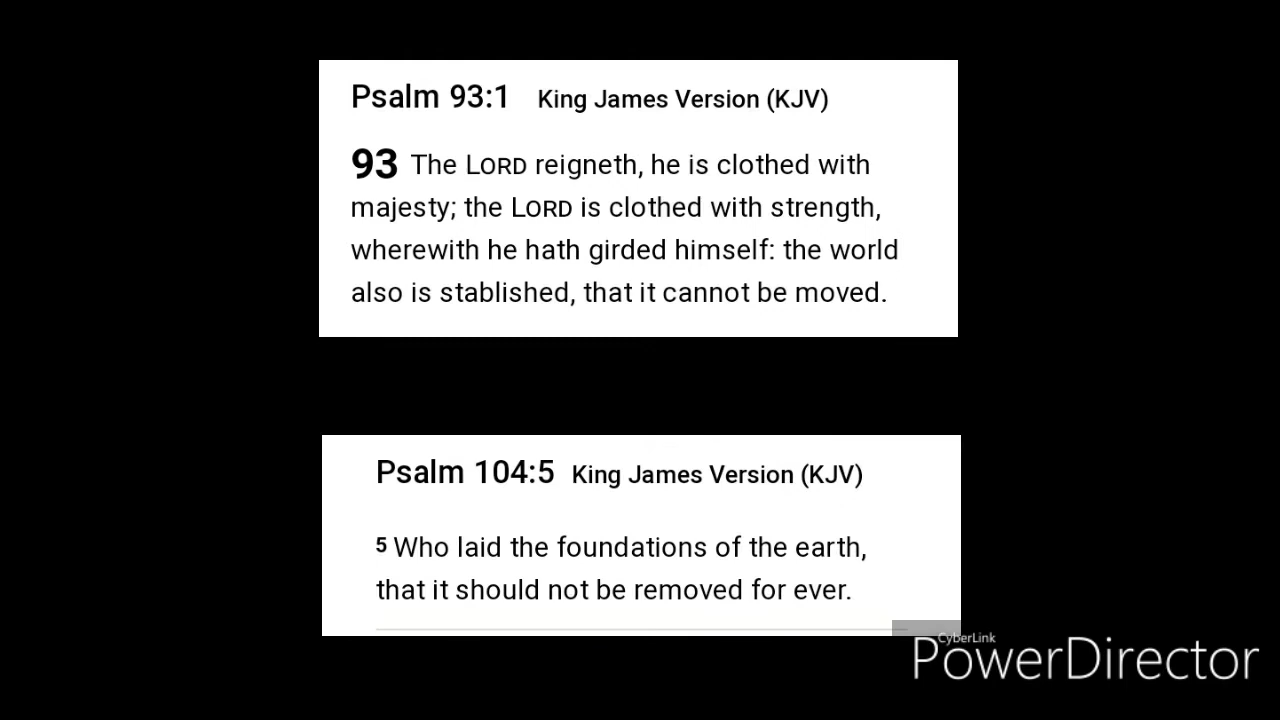 Psalm 93:1 King James Version (KJV)
93 The LORD reigneth, he is clothed with
majesty; the LORD is clothed with strength,
wherewith he hath girded himself: the world
also is stablished, that it cannot be moved.
Psalm 104:5 King James Version (KJV)
5 Who laid the foundations of the earth,
that it should not be removed for ever.
CyberLink
PowerDirector